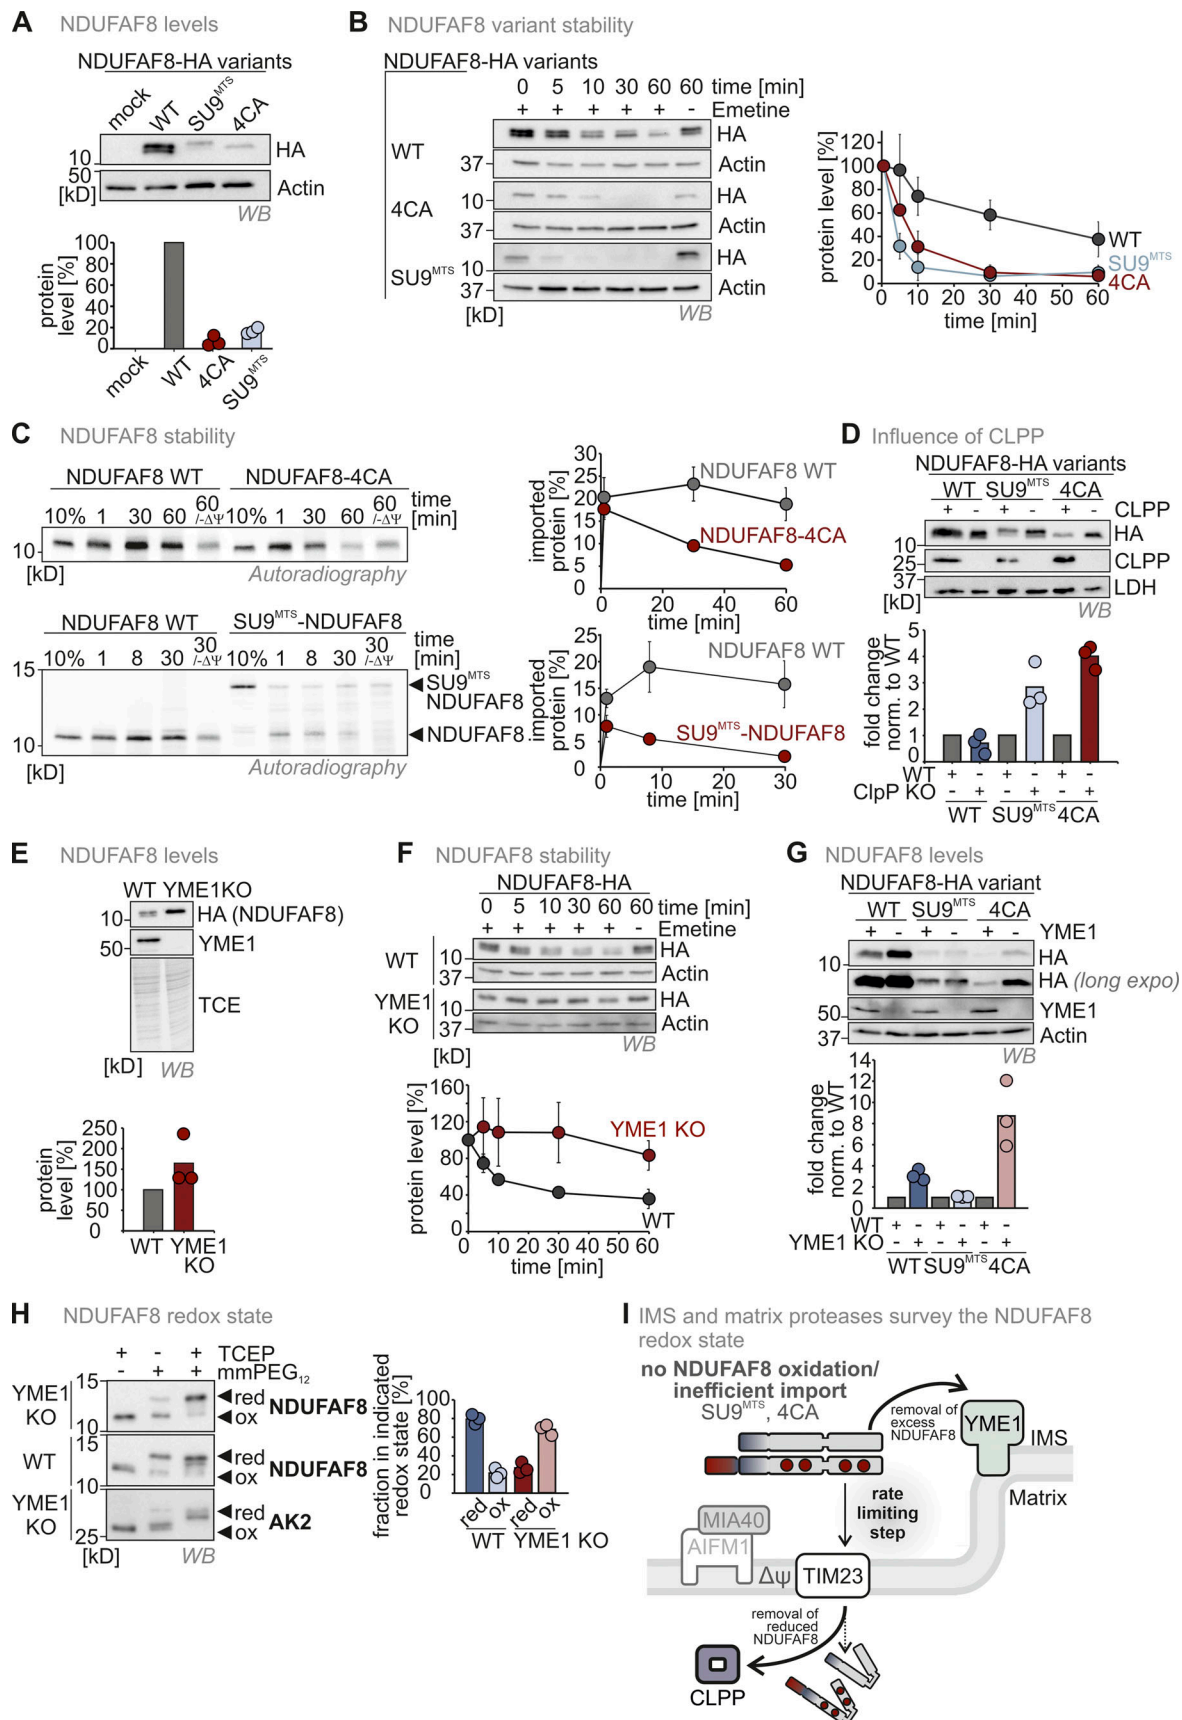 A NDUFAF8 levels
NDUFAF8-HA variants
mock WT SU9MTS 4CA
10 HA
50
[kD] Actin
WB
protein level [%]
100
80
60
40
20
0
mock WT 4CA SU9MTS
B NDUFAF8 variant stability
NDUFAF8-HA variants
0 5 10 30 60 60 time [min]
+ + + + + - Emetine
WT
HA
37 Actin
4CA
10 HA
37 Actin
SU9MTS
10 HA
37 Actin
[kD] WB
protein level [%]
120
100
80
60
40
20
0
WT
SU9MTS
4CA
0 10 20 30 40 50 60
time [min]
C NDUFAF8 stability
NDUFAF8 WT NDUFAF8-4CA
10% 1 30 60 60/-ΔΨ 10% 1 30 60 60/-ΔΨ time [min]
10
[kD] Autoradiography
imported protein [%]
30
25
20
15
10
5
0
NDUFAF8 WT
NDUFAF8-4CA
0 20 40 60
time [min]
NDUFAF8 WT SU9MTS-NDUFAF8
10% 1 8 30 30/-ΔΨ 10% 1 8 30 30/-ΔΨ time [min]
15
SU9MTS NDUFAF8
10 NDUFAF8
[kD] Autoradiography
imported protein [%]
25
20
15
10
5
0
NDUFAF8 WT
SU9MTS-NDUFAF8
0 10 20 30
time [min]
D Influence of CLPP
NDUFAF8-HA variants
WT SU9MTS 4CA
+ - + - + - CLPP
10 HA
25 CLPP
37
[kD] LDH
WB
fold change norm. to WT
5
4
3
2
1
0
WT + - + - + -
ClpP KO - + - + - +
WT SU9MTS 4CA
E NDUFAF8 levels
WT YME1KO
10 HA (NDUFAF8)
50 YME1
TCE
[kD] WB
protein level [%]
250
200
150
100
50
0
WT YME1 KO
F NDUFAF8 stability
NDUFAF8-HA
0 5 10 30 60 60 time [min]
+ + + + + - Emetine
WT
10 HA
37 Actin
YME1 KO
10 HA
37 Actin
[kD] WB
protein level [%]
160
120
80
40
0
YME1 KO
WT
0 10 20 30 40 50 60
time [min]
G NDUFAF8 levels
NDUFAF8-HA variant
WT SU9MTS 4CA
+ - + - + - YME1
10 HA
HA (long expo)
50 YME1
37 Actin
[kD] WB
fold change norm. to WT
14
12
10
8
6
4
2
0
WT + - + - + -
YME1 KO - + - + - +
WT SU9MTS 4CA
H NDUFAF8 redox state
+ - + TCEP
- + + mmPEG12
YME1 KO
15
10
red
ox
NDUFAF8
WT
15
10
red
ox
NDUFAF8
YME1 KO
25
red
ox
AK2
[kD] WB
fraction in indicated redox state [%]
80
60
40
20
0
red ox red ox
WT YME1 KO
I IMS and matrix proteases survey the NDUFAF8
redox state
no NDUFAF8 oxidation/
inefficient import
SU9MTS, 4CA
removal of
excess
NDUFAF8
YME1
IMS
Matrix
rate
limiting
step
MIA40
AIFM1
Δψ
TIM23
removal of
reduced
NDUFAF8
CLPP